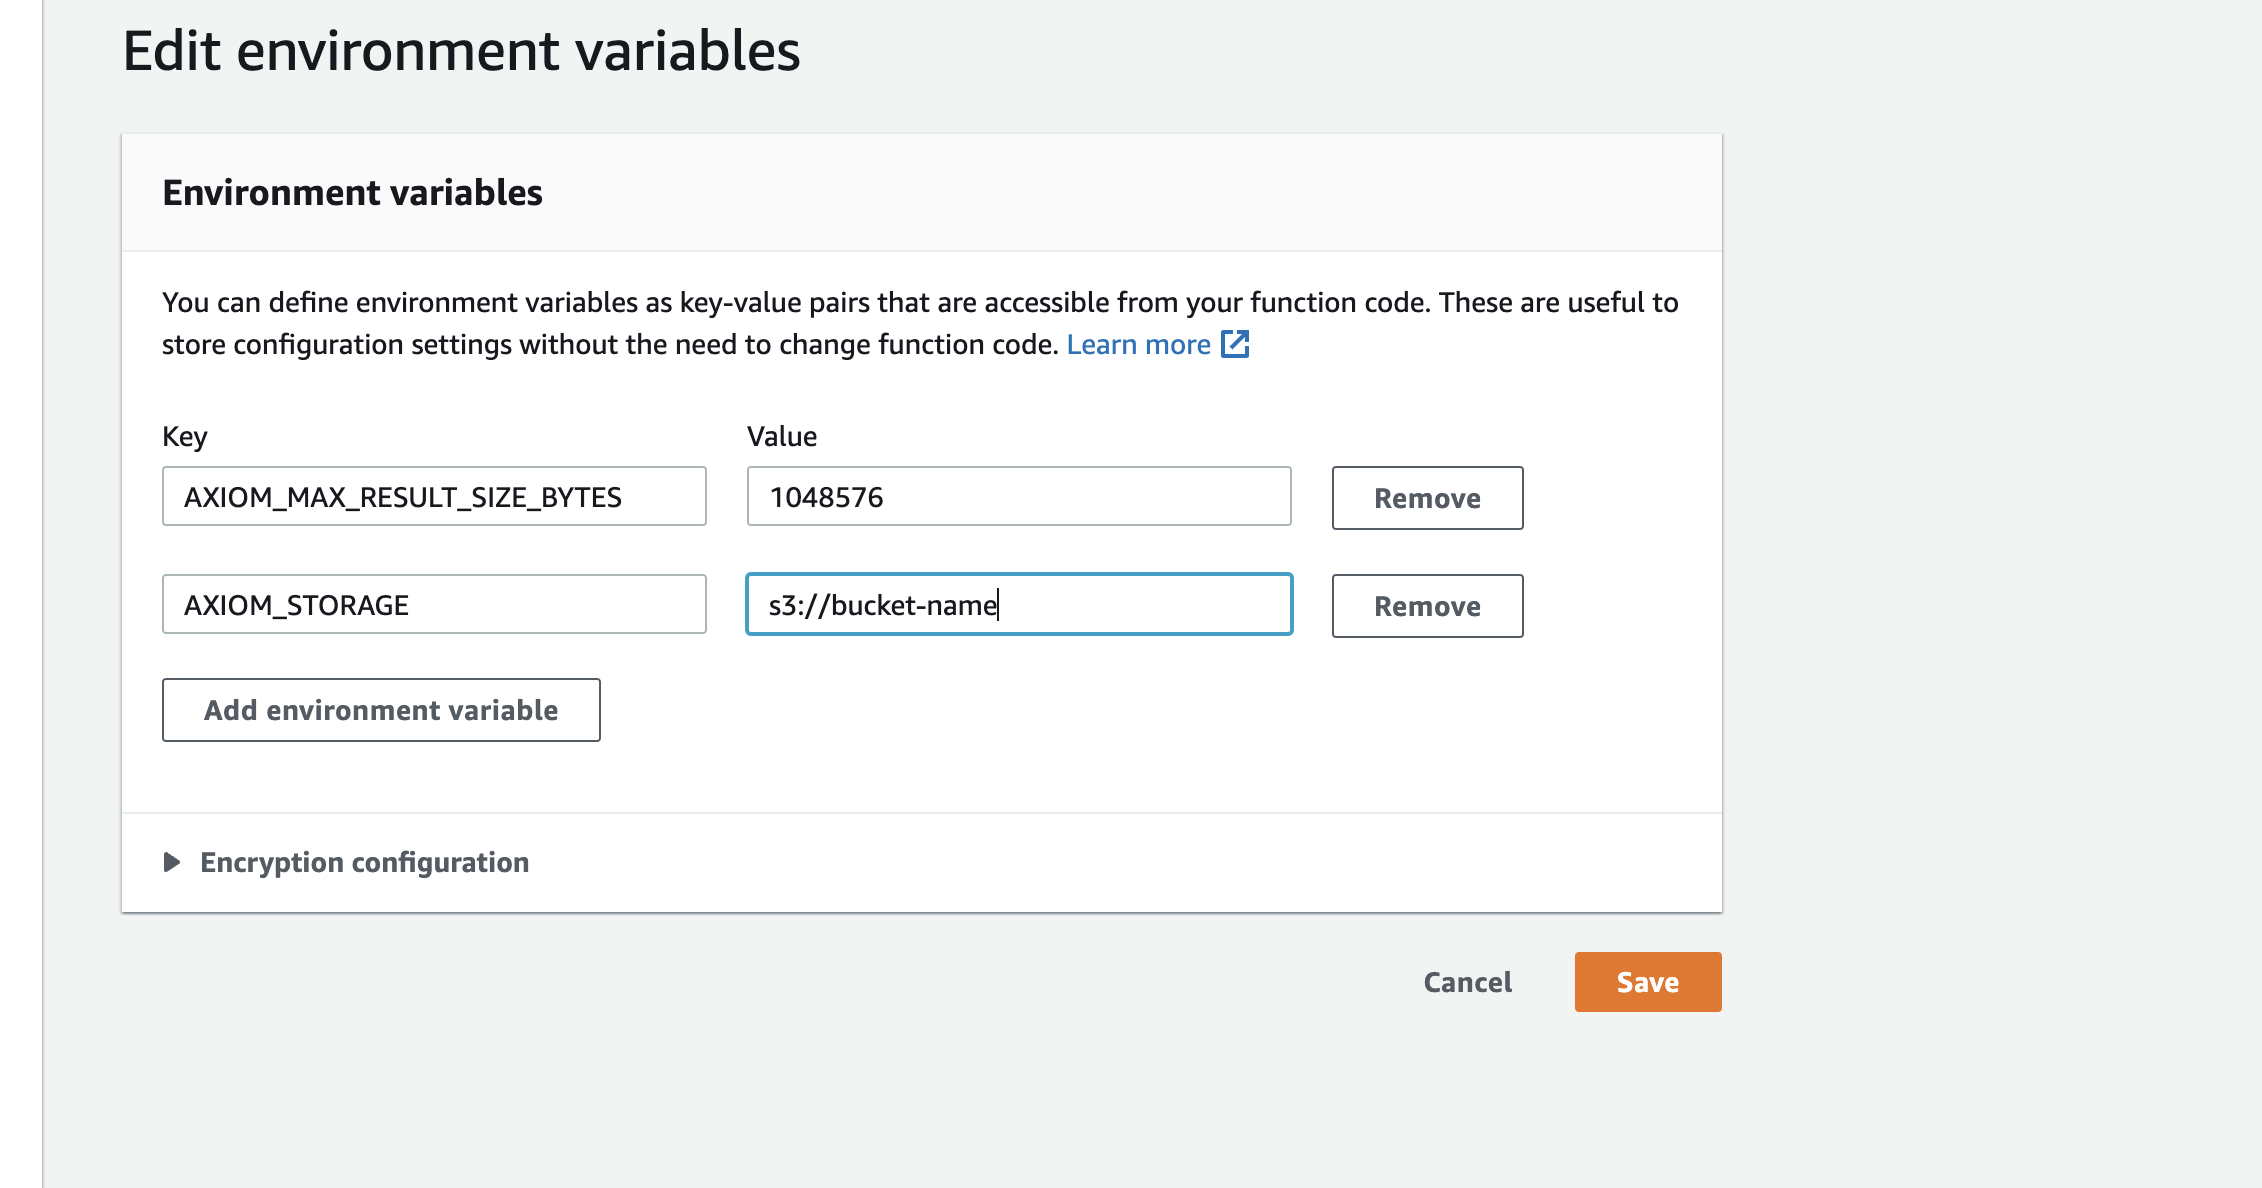 Edit environment variables
Environment variables
You can define environment variables as key-value pairs that are accessible from your function code. These are useful to
store configuration settings without the need to change function code. Learn more
Key Value
AXIOM_MAX_RESULT_SIZE_BYTES 1048576 Remove
AXIOM_STORAGE s3://bucket-name Remove
Add environment variable
Encryption configuration
Cancel Save